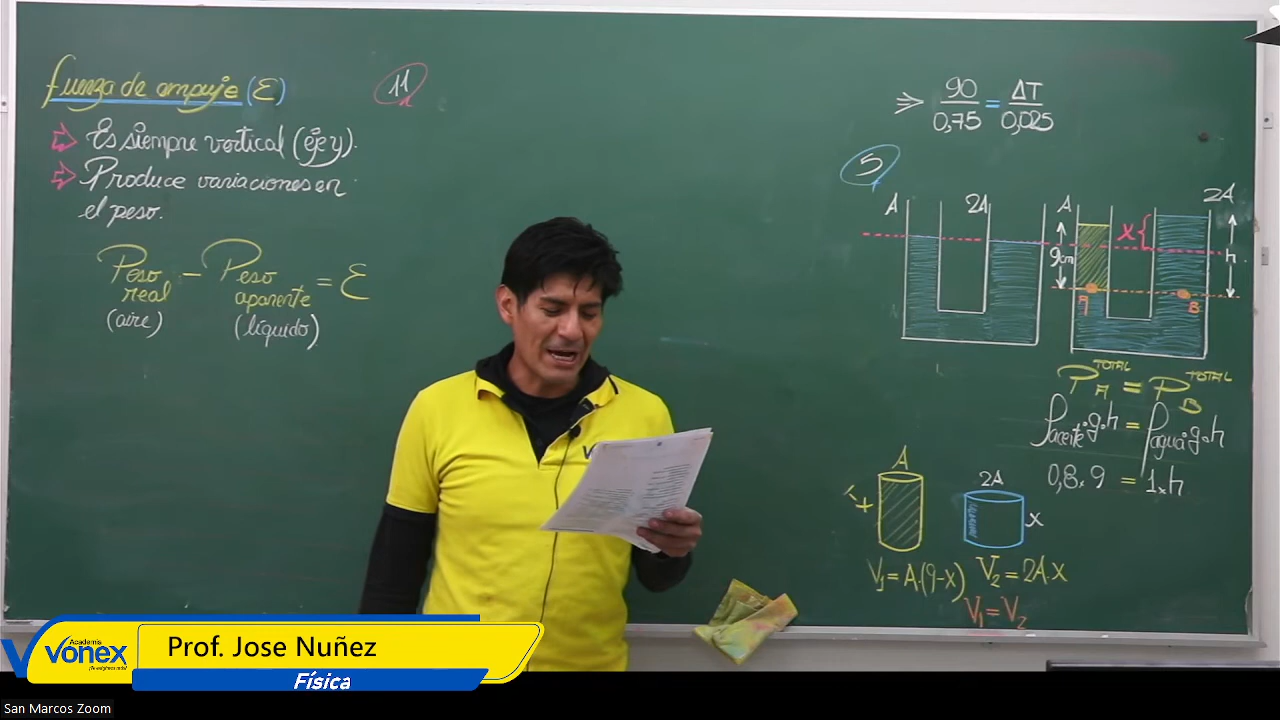 Fuerza de empuje (E)
Es siempre vertical (eje y).
Produce variaciones en
el peso.
Peso real - Peso aparente = E
(aire) (líquido)
11
⇒ 90/0,75 = ΔT/0,025
5
A 2A A 2A
x{
9cm h
A B
P_A^TOTAL = P_B^TOTAL
ρaceite·g·h = ρagua·g·h
0,8×9 = 1×h
A 2A
x
V₁=A·(9-x) V₂=2A·x
V₁=V₂
Academia
Vonex
Prof. Jose Nuñez
Física
San Marcos Zoom